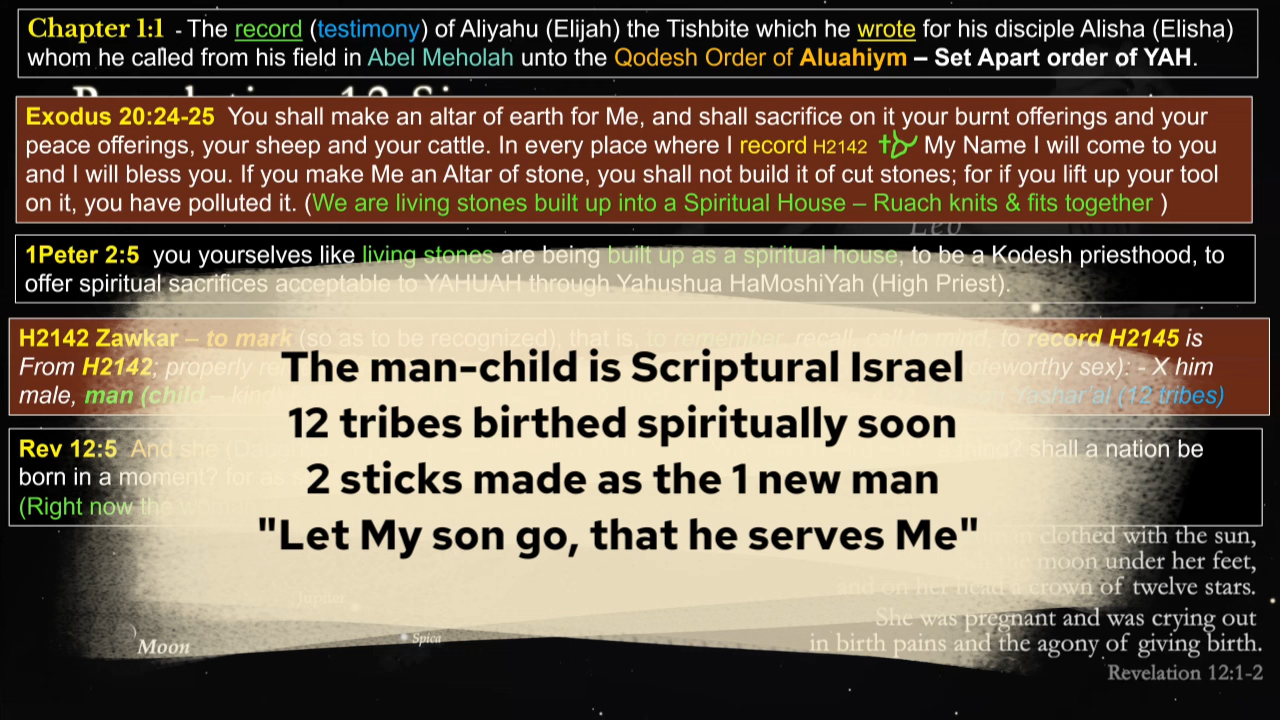 Chapter 1:1 - The record (testimony) of Aliyahu (Elijah) the Tishbite which he wrote for his disciple Alisha (Elisha)
whom he called from his field in Abel Meholah unto the Qodesh Order of Aluahiym – Set Apart order of YAH.
Exodus 20:24-25 You shall make an altar of earth for Me, and shall sacrifice on it your burnt offerings and your
peace offerings, your sheep and your cattle. In every place where I record H2142 My Name I will come to you
and I will bless you. If you make Me an Altar of stone, you shall not build it of cut stones; for if you lift up your tool
on it, you have polluted it. (We are living stones built up into a Spiritual House – Ruach knits & fits together )
Leo
1Peter 2:5 you yourselves like living stones are being built up as a spiritual house, to be a Kodesh priesthood, to
offer spiritual sacrifices acceptable to YAHUAH through Yahushua HaMoshiYah (High Priest).
H2142 Zawkar – to mark (so as to be recognized), that is, to remember, recall, call to mind, to record H2145 is
From H2142; properly noteworthy sex): - X him
male, man (child – kind) (12 tribes)
Rev 12:5 And she shall a nation be
born in a moment? for as
(Right now the
The man-child is Scriptural Israel
12 tribes birthed spiritually soon
2 sticks made as the 1 new man
"Let My son go, that he serves Me"
clothed with the sun,
moon under her feet,
and on her head a crown of twelve stars.
She was pregnant and was crying out
in birth pains and the agony of giving birth.
Revelation 12:1-2
Jupiter
Spica
Moon